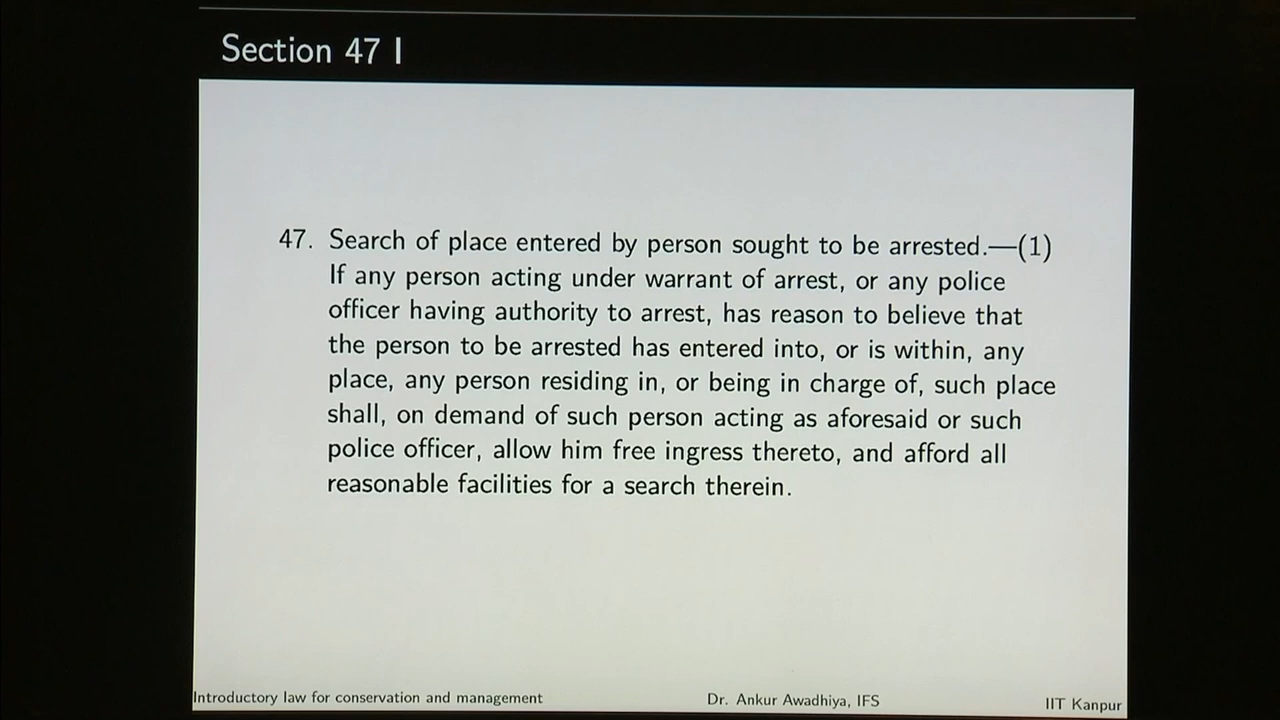 Section 47 I
47. Search of place entered by person sought to be arrested.—(1)
If any person acting under warrant of arrest, or any police
officer having authority to arrest, has reason to believe that
the person to be arrested has entered into, or is within, any
place, any person residing in, or being in charge of, such place
shall, on demand of such person acting as aforesaid or such
police officer, allow him free ingress thereto, and afford all
reasonable facilities for a search therein.
Introductory law for conservation and management Dr. Ankur Awadhiya, IFS IIT Kanpur